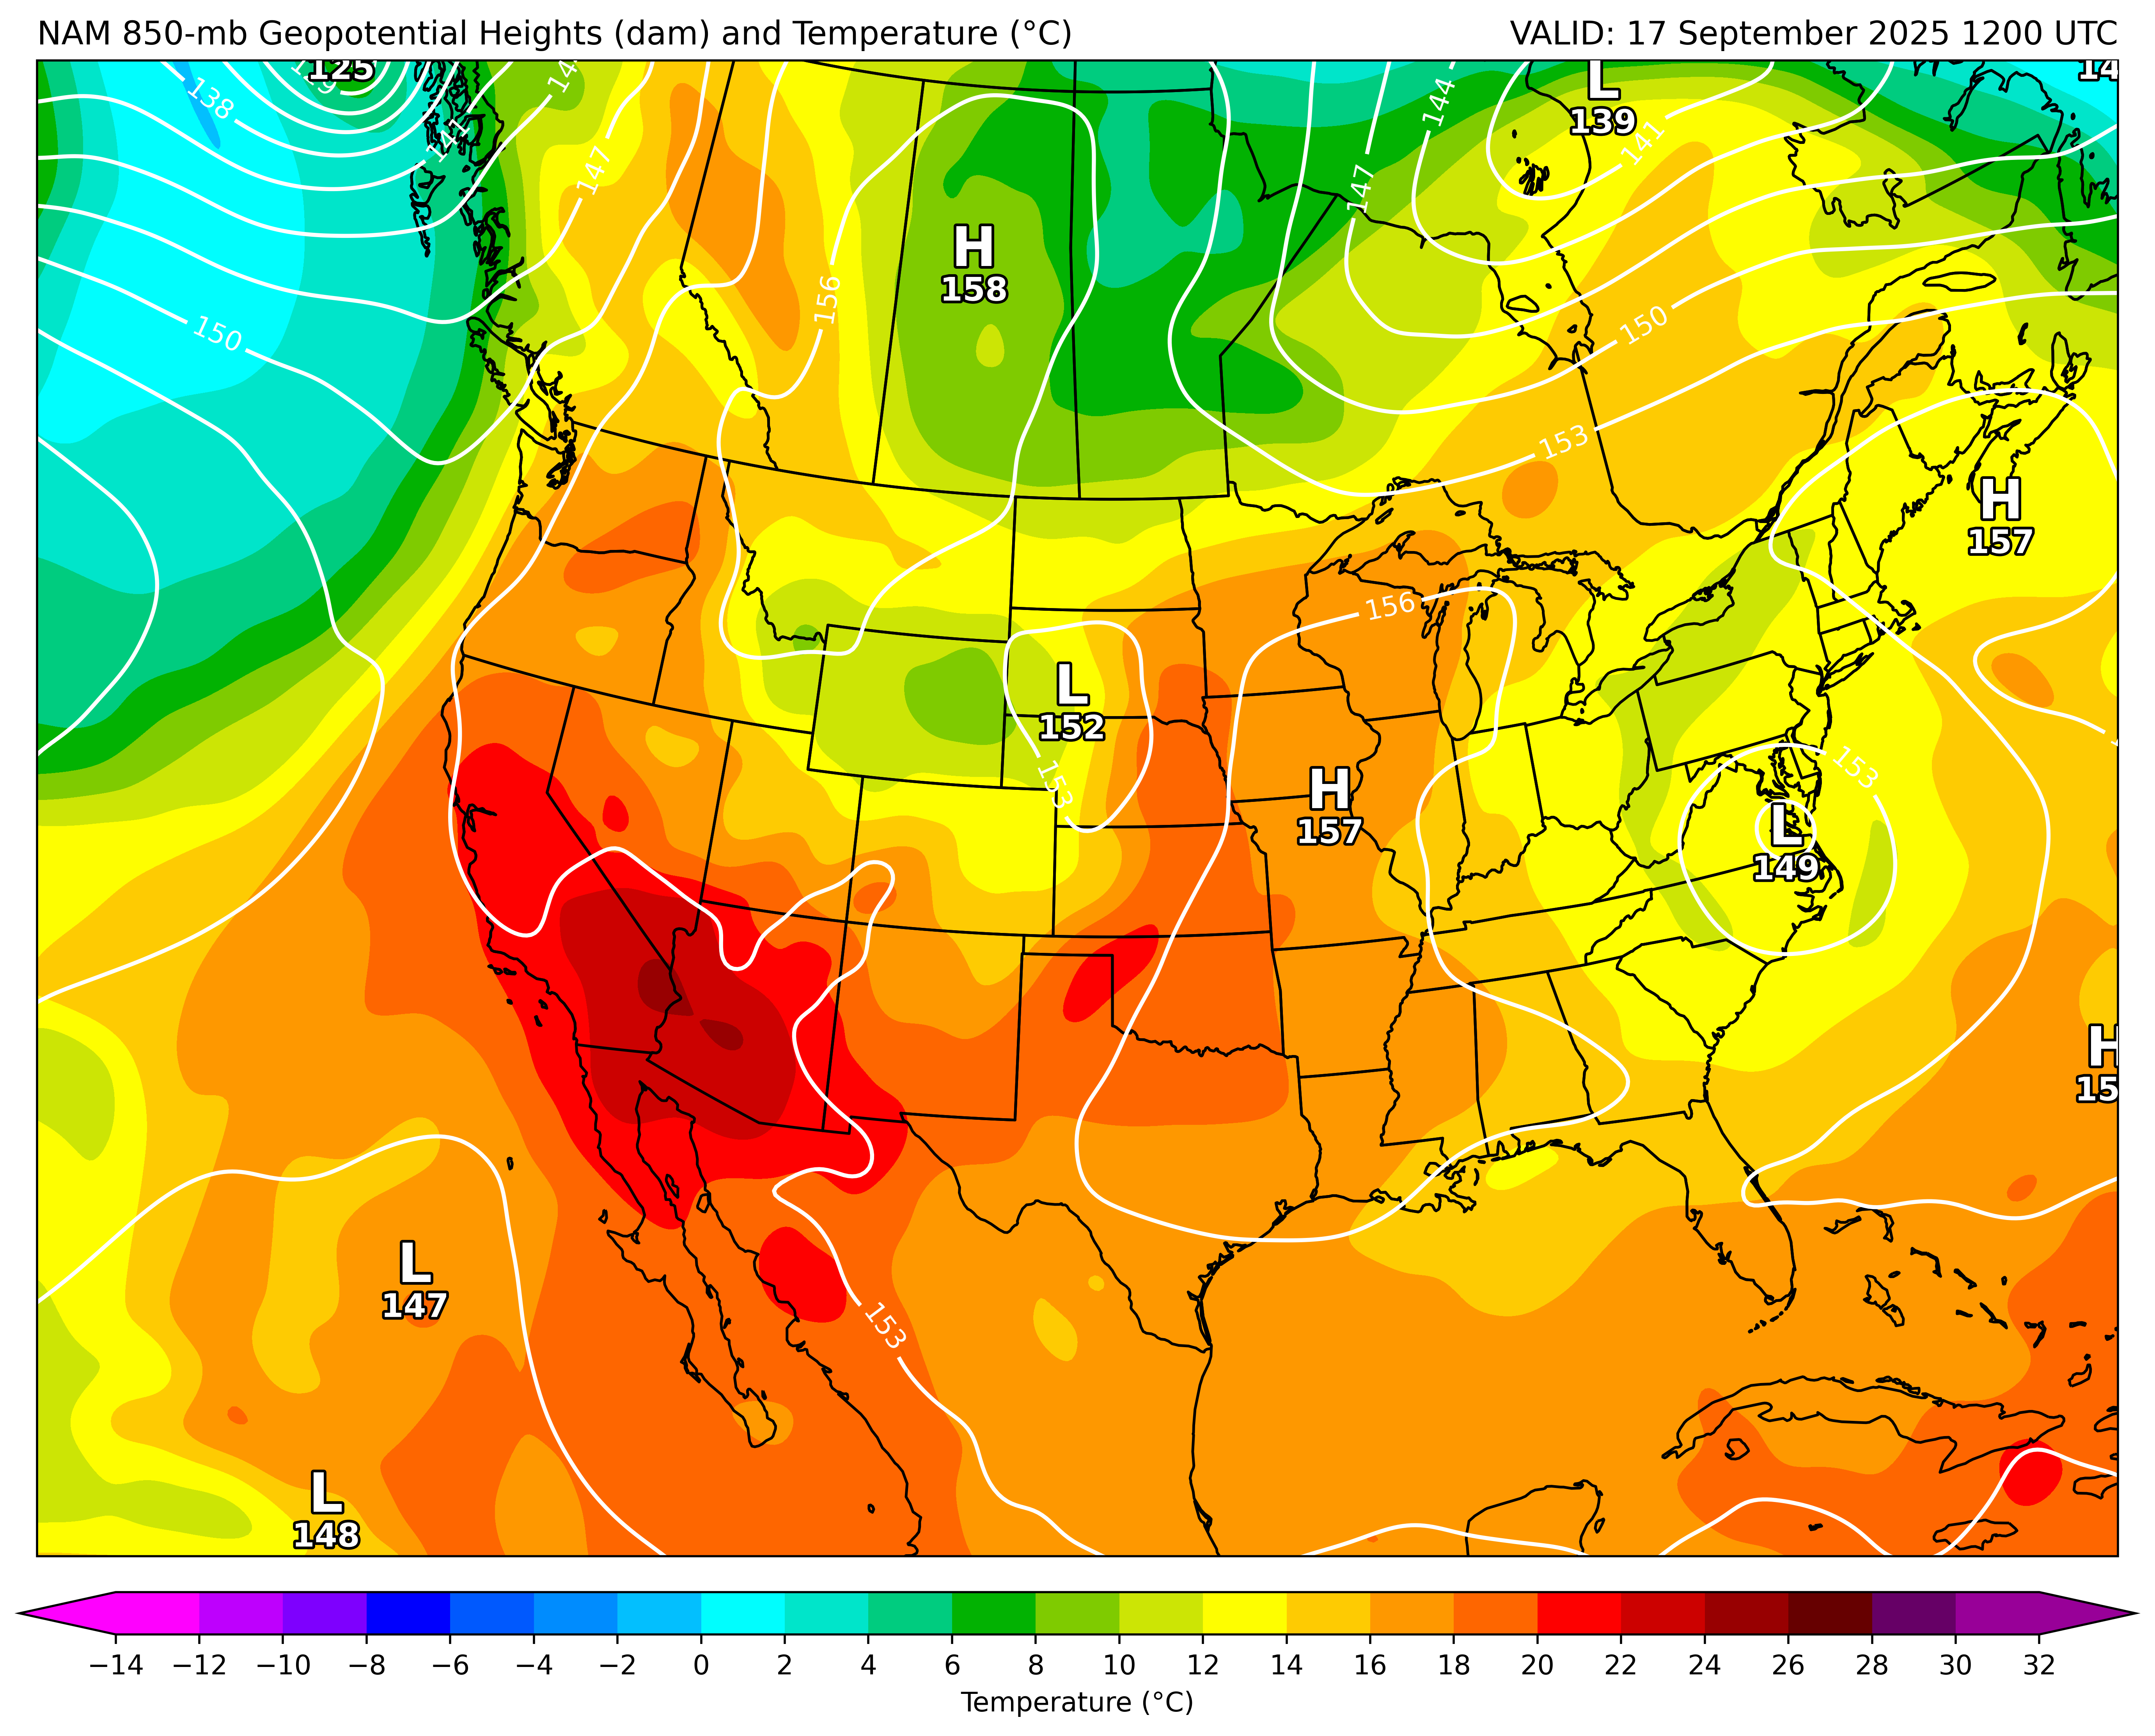 NAM 850-mb Geopotential Heights (dam) and Temperature (°C) VALID: 17 September 2025 1200 UTC
125
L
139
138
141
147
144
147
141
H
158
156
150
150
153
H
157
156
L
152
153
H
157
153
L
149
H
L
147
153
L
148
−14 −12 −10 −8 −6 −4 −2 0 2 4 6 8 10 12 14 16 18 20 22 24 26 28 30 32
Temperature (°C)